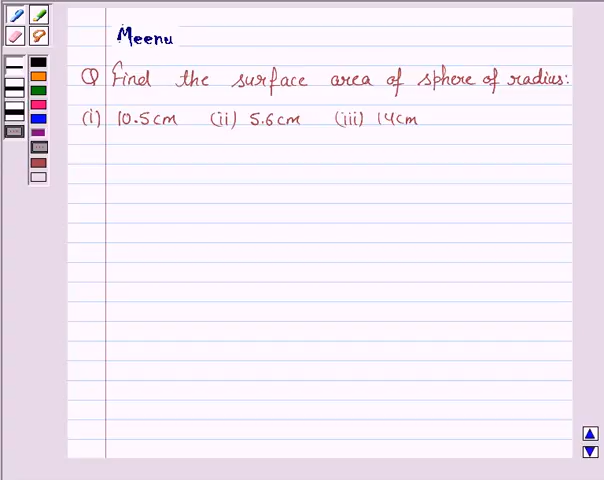 Meenu
Q Find the surface area of sphere of radius:
(i) 10.5cm (ii) 5.6cm (iii) 14cm